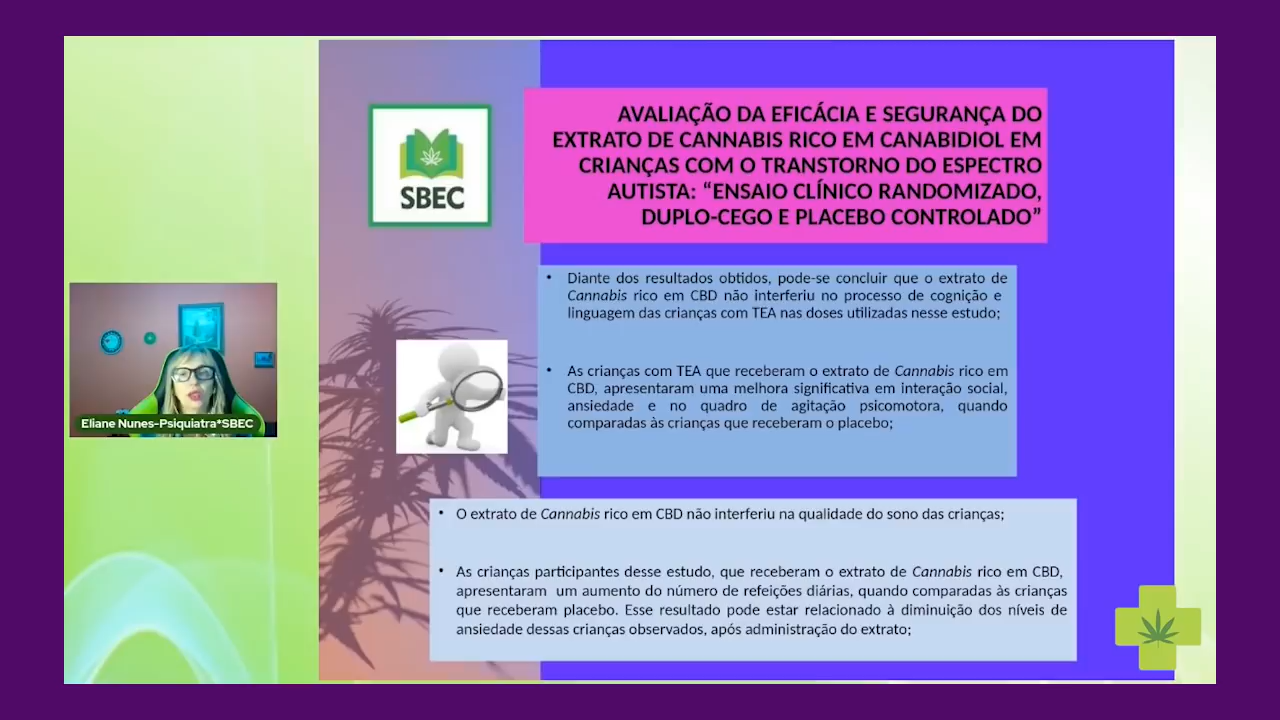 AVALIAÇÃO DA EFICÁCIA E SEGURANÇA DO
EXTRATO DE CANNABIS RICO EM CANABIDIOL EM
CRIANÇAS COM O TRANSTORNO DO ESPECTRO
AUTISTA: “ENSAIO CLÍNICO RANDOMIZADO,
DUPLO-CEGO E PLACEBO CONTROLADO”
SBEC
• Diante dos resultados obtidos, pode-se concluir que o extrato de
Cannabis rico em CBD não interferiu no processo de cognição e
linguagem das crianças com TEA nas doses utilizadas nesse estudo;
• As crianças com TEA que receberam o extrato de Cannabis rico em
CBD, apresentaram uma melhora significativa em interação social,
ansiedade e no quadro de agitação psicomotora, quando
comparadas às crianças que receberam o placebo;
Eliane Nunes-Psiquiatra*SBEC
• O extrato de Cannabis rico em CBD não interferiu na qualidade do sono das crianças;
• As crianças participantes desse estudo, que receberam o extrato de Cannabis rico em CBD,
apresentaram um aumento do número de refeições diárias, quando comparadas às crianças
que receberam placebo. Esse resultado pode estar relacionado à diminuição dos níveis de
ansiedade dessas crianças observados, após administração do extrato;